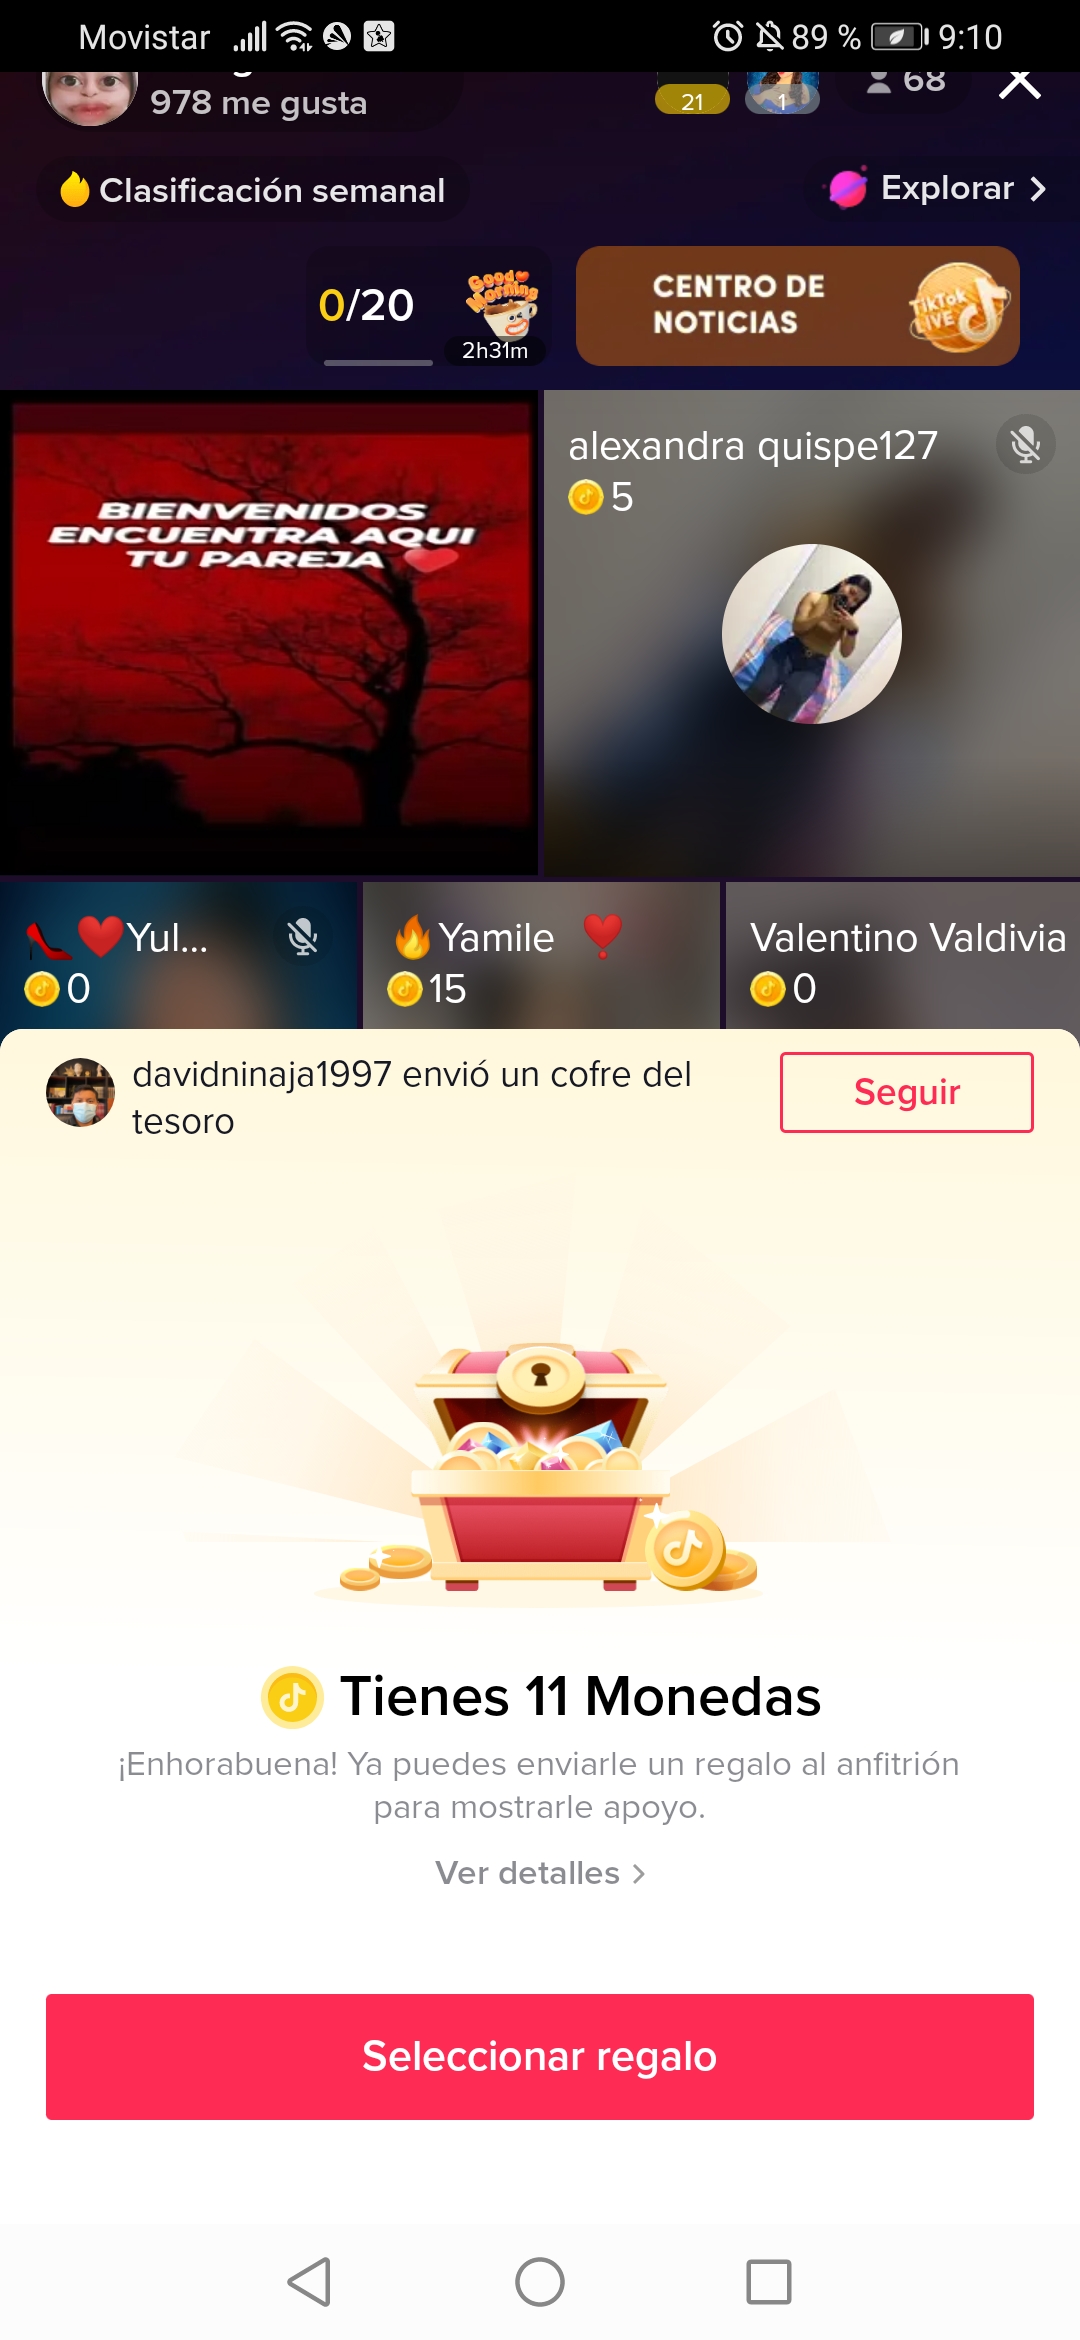 Movistar 89 % 9:10
978 me gusta
21
1
68
Clasificación semanal
Explorar
0/20
Good Morning
2h31m
CENTRO DE
NOTICIAS
TikTok
LIVE
BIENVENIDOS
ENCUENTRA AQUI
TU PAREJA
alexandra quispe127
5
Yul...
0
Yamile
15
Valentino Valdivia
0
davidninaja1997 envió un cofre del
tesoro
Seguir
Tienes 11 Monedas
¡Enhorabuena! Ya puedes enviarle un regalo al anfitrión
para mostrarle apoyo.
Ver detalles
Seleccionar regalo